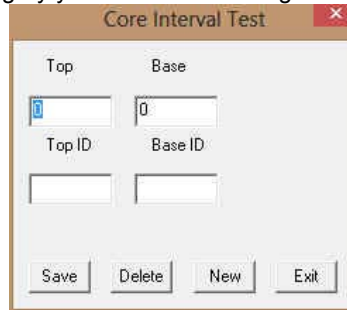 Core Interval Test
Top Base
0 0
Top ID Base ID
Save Delete New Exit